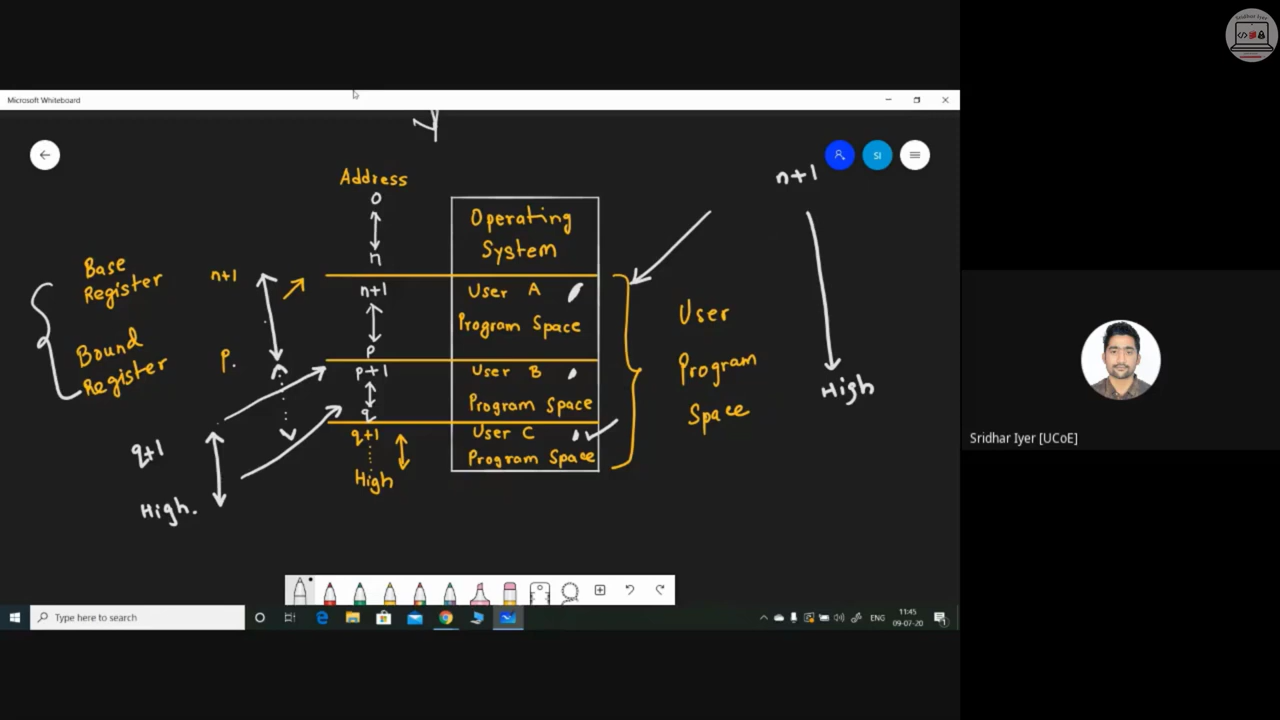 Sridhar Iyer
Microsoft Whiteboard
SI
Address
0
n
n+1
p
p+1
q
q+1
High
Operating
System
User A
Program Space
User B
Program Space
User C
Program Space
Base
Register
n+1
Bound
Register
p.
q+1
High.
User
Program
Space
n+1
High
Sridhar Iyer [UCoE]
Type here to search
ENG
11:45
09-07-20